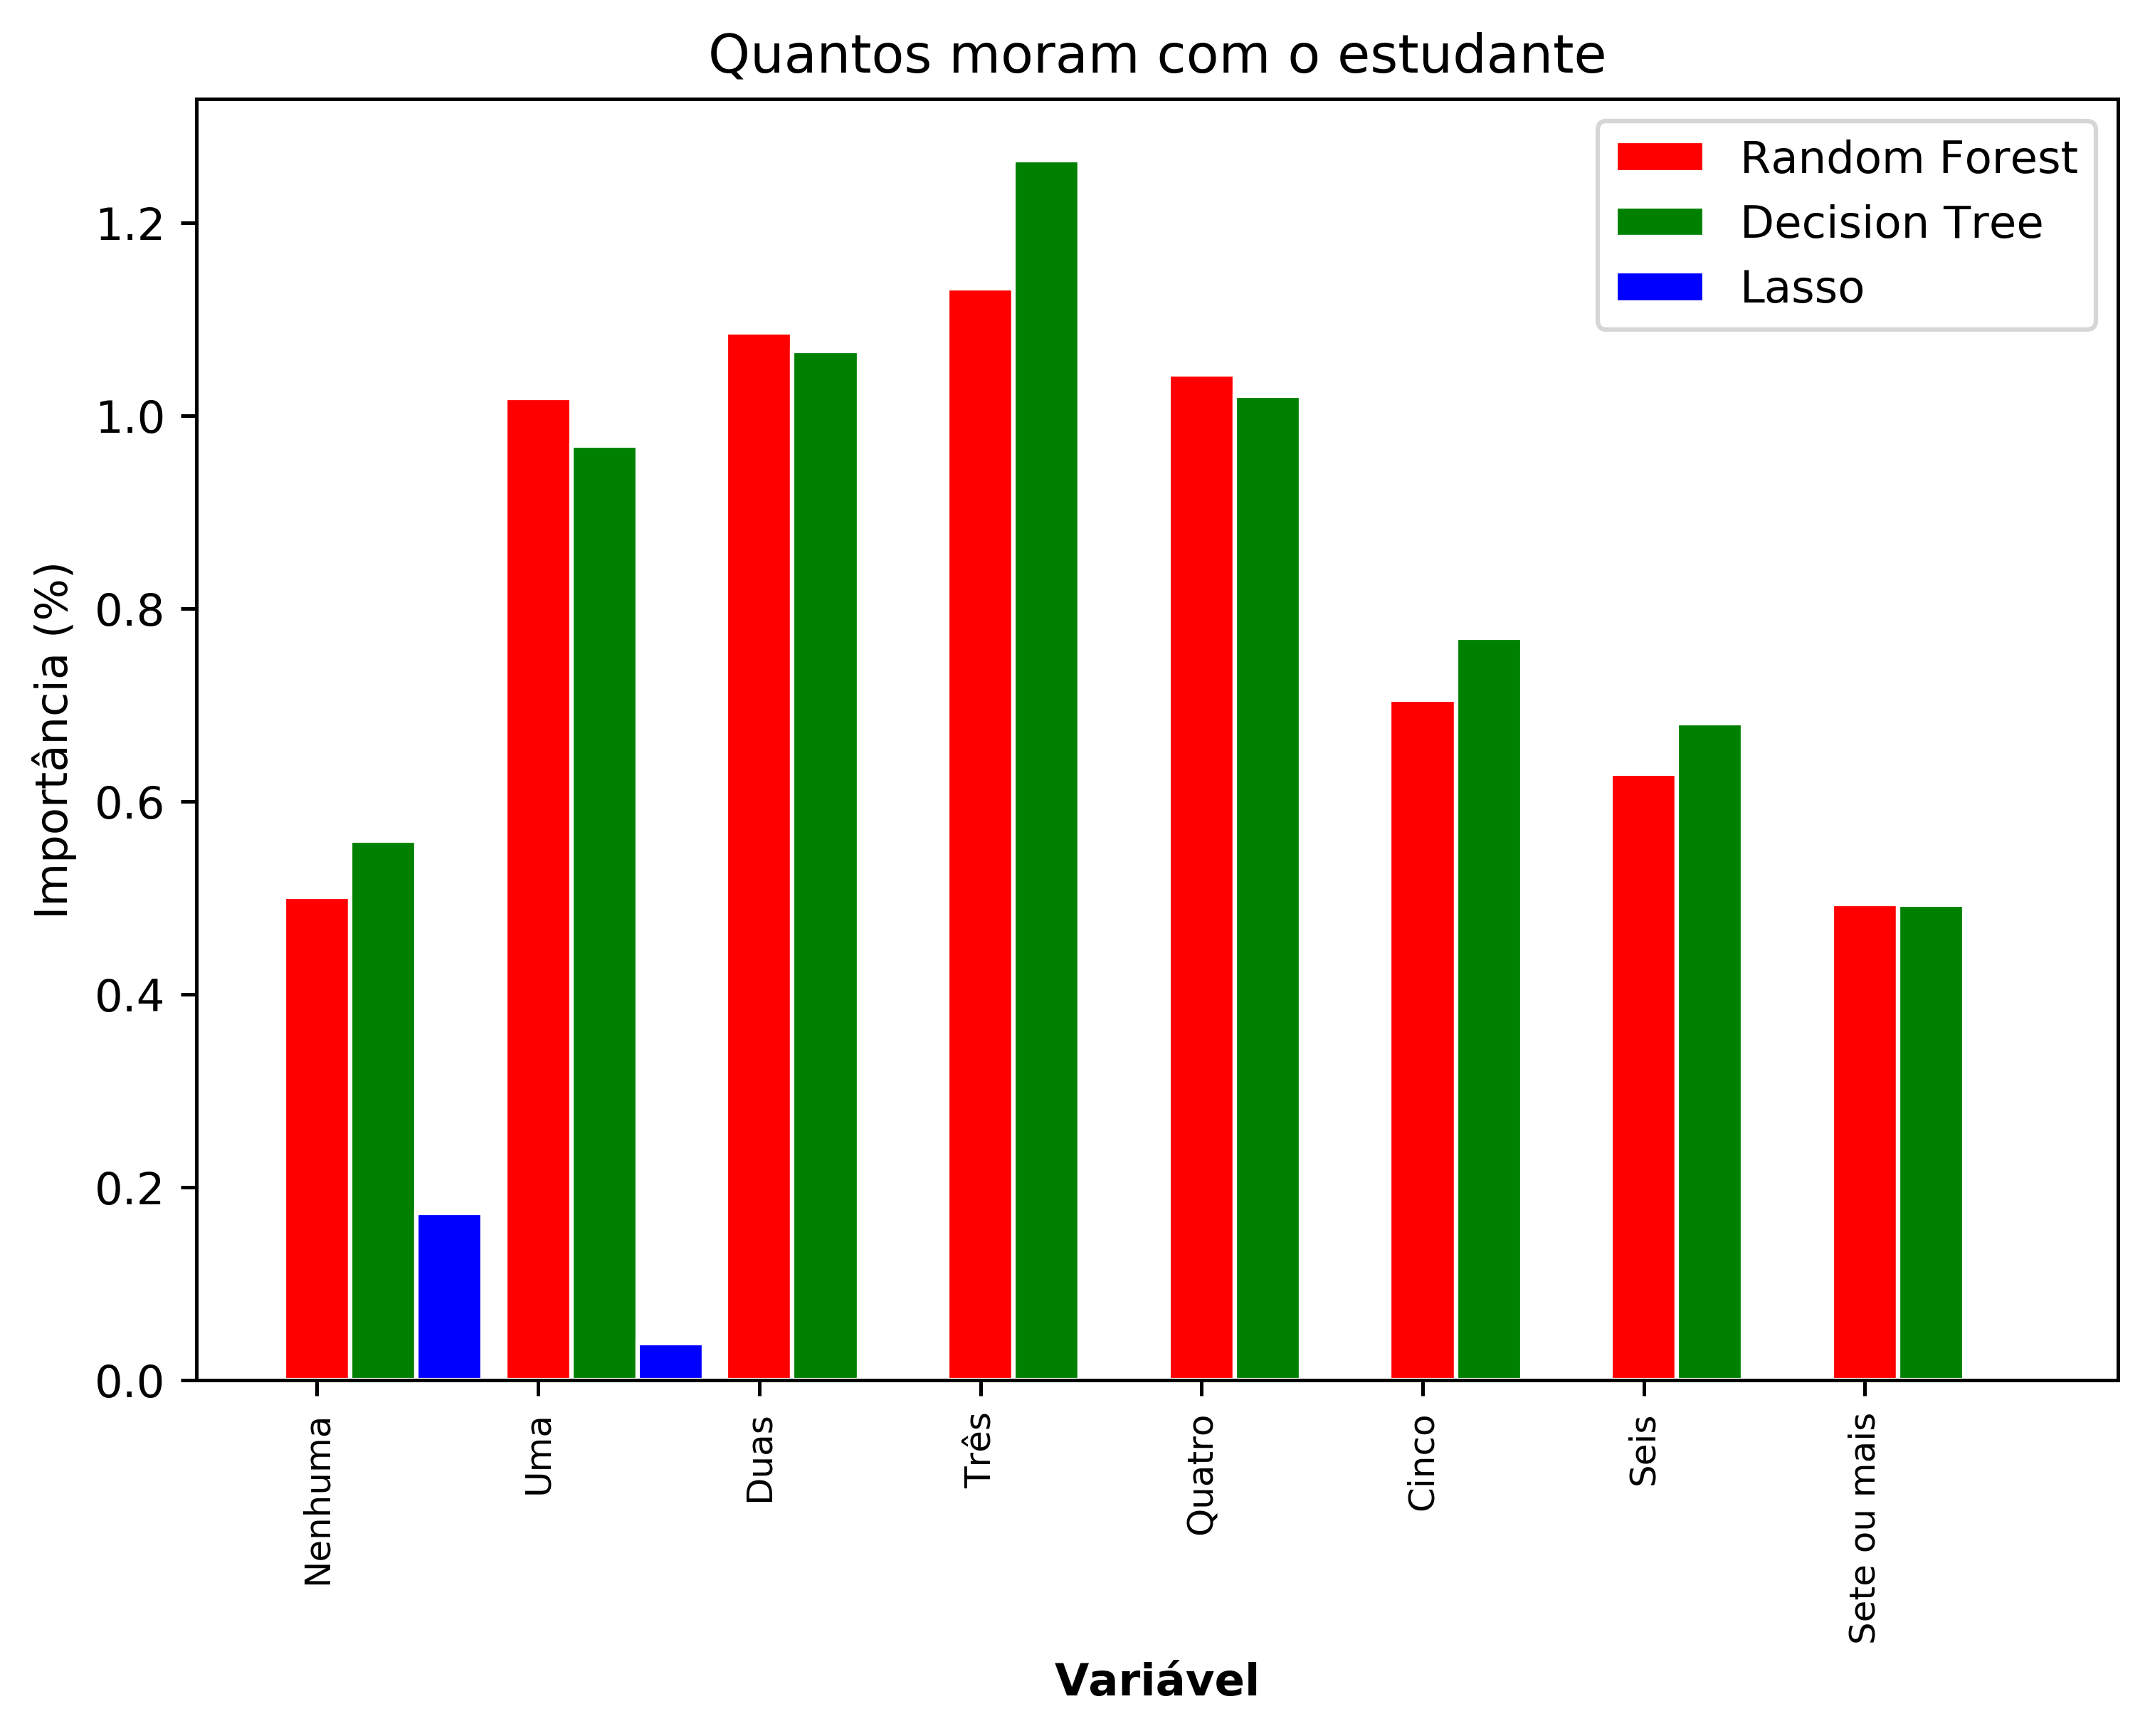 Quantos moram com o estudante
Random Forest
Decision Tree
Lasso
Importância (%)
1.2
1.0
0.8
0.6
0.4
0.2
0.0
Nenhuma
Uma
Duas
Três
Quatro
Cinco
Seis
Sete ou mais
Variável